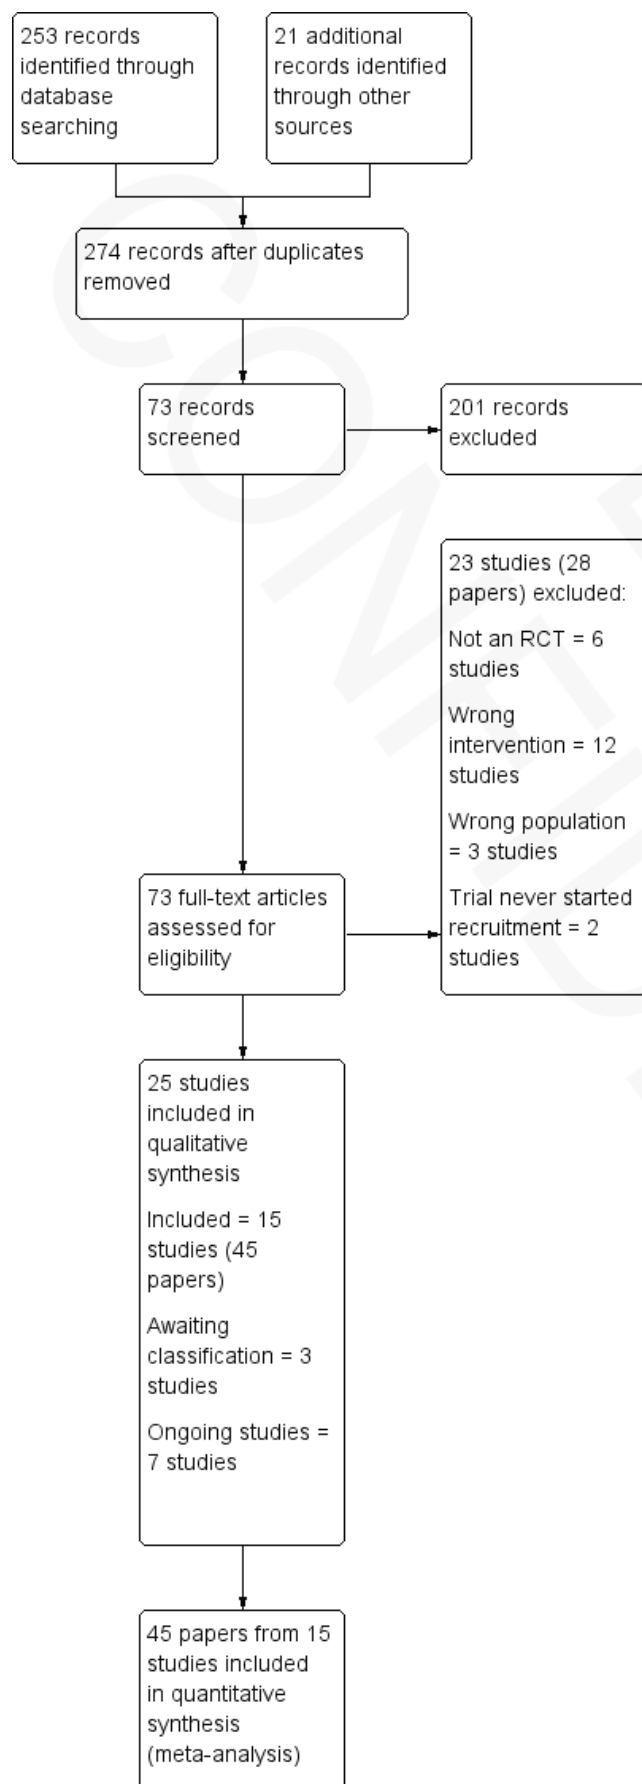 253 records
identified through
database
searching
21 additional
records identified
through other
sources
274 records after duplicates
removed
73 records
screened
201 records
excluded
23 studies (28
papers) excluded:
Not an RCT = 6
studies
Wrong
intervention = 12
studies
Wrong population
= 3 studies
Trial never started
recruitment = 2
studies
73 full-text articles
assessed for
eligibility
25 studies
included in
qualitative
synthesis
Included = 15
studies (45
papers)
Awaiting
classification = 3
studies
Ongoing studies =
7 studies
45 papers from 15
studies included
in quantitative
synthesis
(meta-analysis)